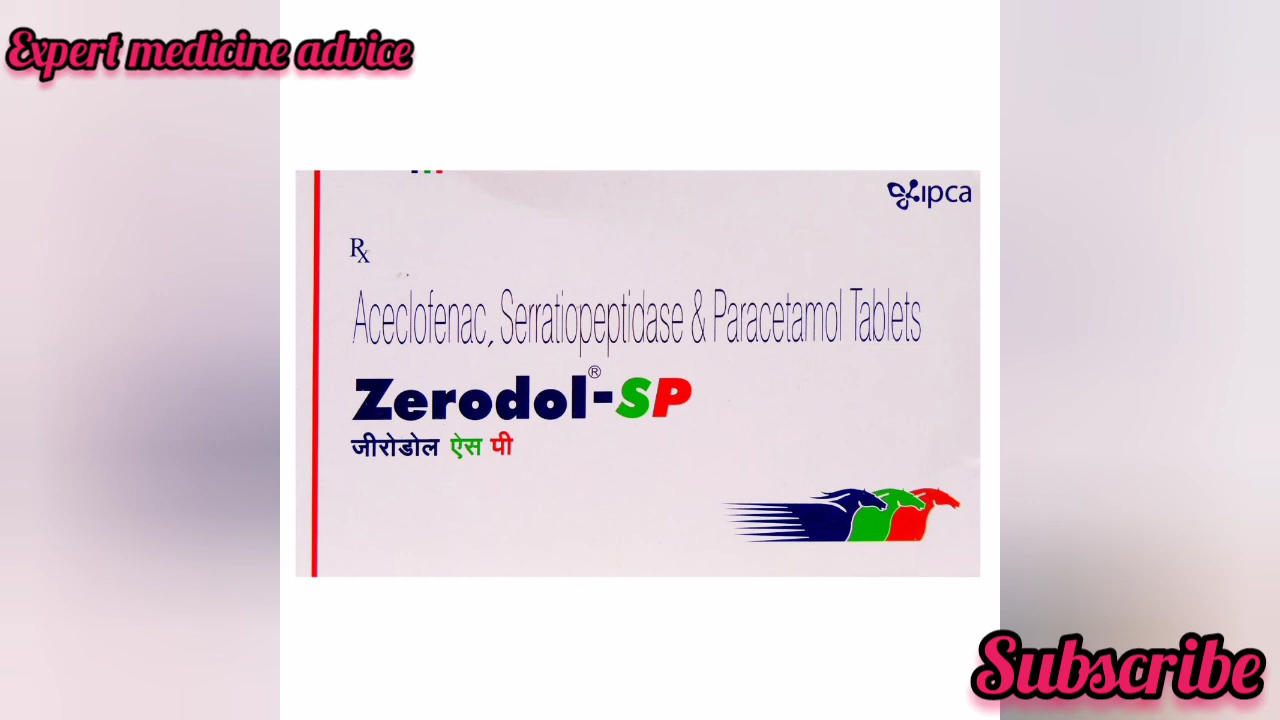 Expert medicine advice
ipca
Rx
Aceclofenac, Serratiopeptidase & Paracetamol Tablets
Zerodol®-SP
जीरोडोल ऐस पी
Subscribe